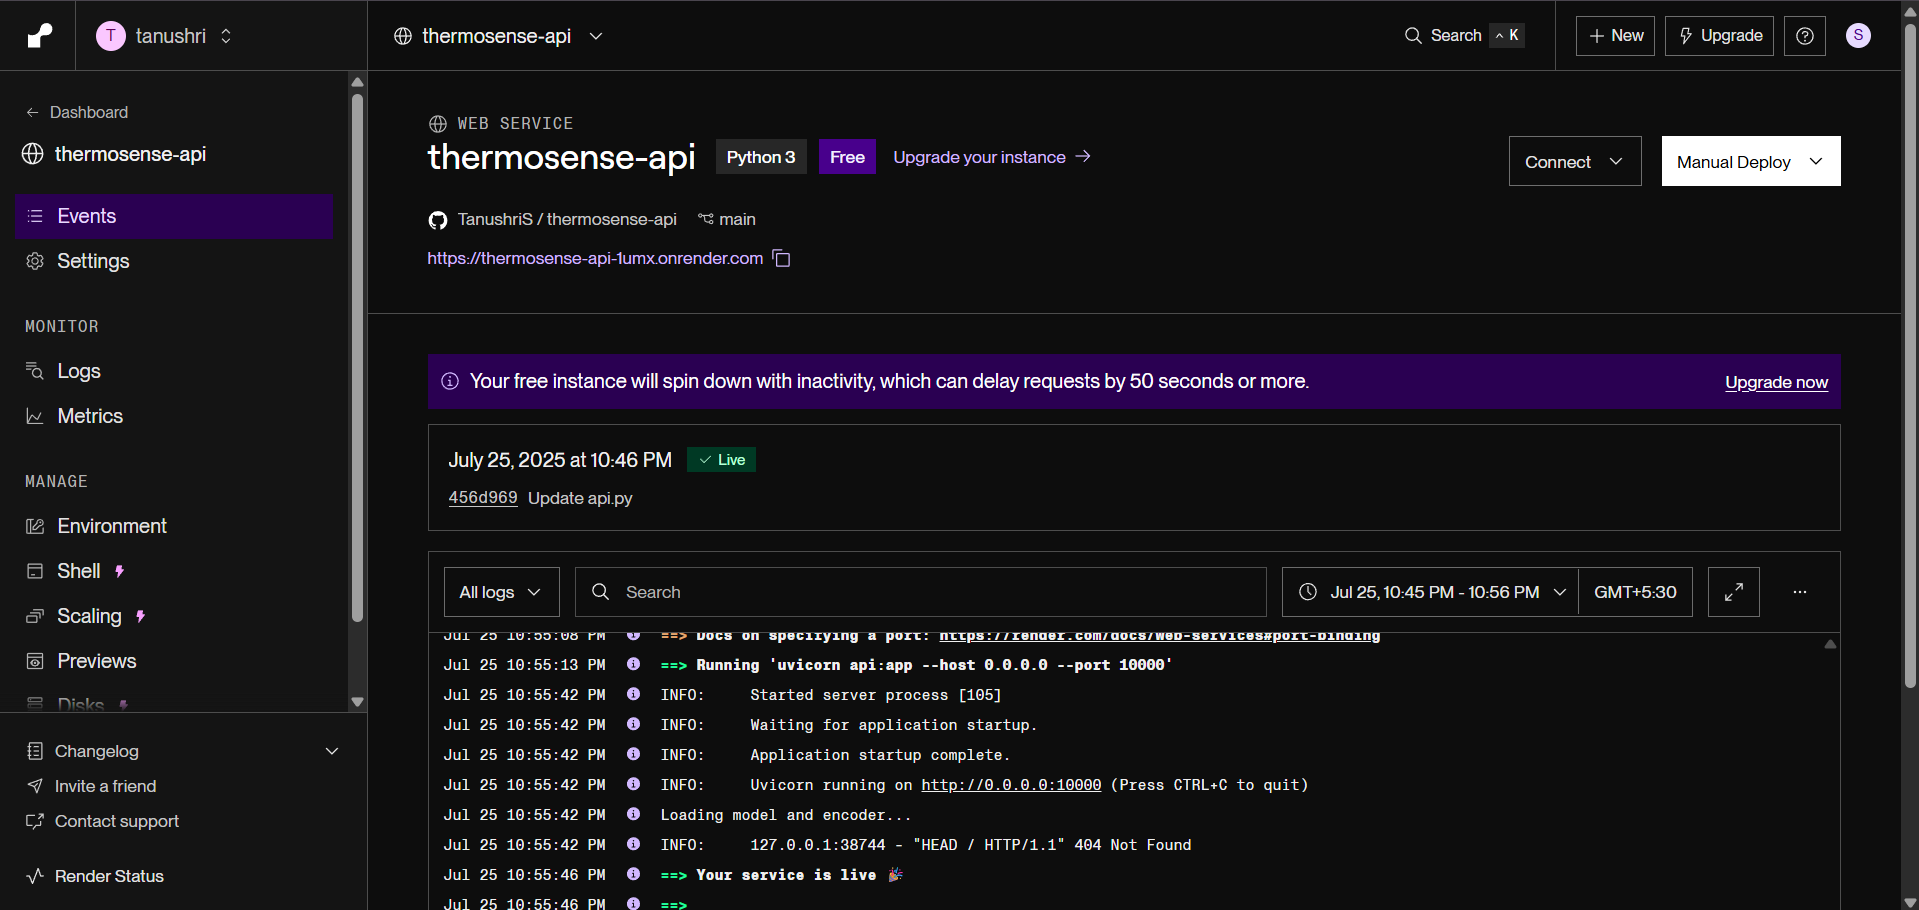 T tanushri
thermosense-api
Search ^ K
+ New
Upgrade
S
Dashboard
thermosense-api
Events
Settings
MONITOR
Logs
Metrics
MANAGE
Environment
Shell
Scaling
Previews
Disks
Changelog
Invite a friend
Contact support
Render Status
WEB SERVICE
thermosense-api Python 3 Free Upgrade your instance →
Connect
Manual Deploy
TanushriS / thermosense-api main
https://thermosense-api-1umx.onrender.com
Your free instance will spin down with inactivity, which can delay requests by 50 seconds or more. Upgrade now
July 25, 2025 at 10:46 PM ✓ Live
456d969 Update api.py
All logs
Search
Jul 25, 10:45 PM - 10:56 PM GMT+5:30 ...
Jul 25 10:55:08 PM ==> Docs on specifying a port: https://render.com/docs/web-services#port-binding
Jul 25 10:55:13 PM ==> Running 'uvicorn api:app --host 0.0.0.0 --port 10000'
Jul 25 10:55:42 PM INFO: Started server process [105]
Jul 25 10:55:42 PM INFO: Waiting for application startup.
Jul 25 10:55:42 PM INFO: Application startup complete.
Jul 25 10:55:42 PM INFO: Uvicorn running on http://0.0.0.0:10000 (Press CTRL+C to quit)
Jul 25 10:55:42 PM Loading model and encoder...
Jul 25 10:55:42 PM INFO: 127.0.0.1:38744 - "HEAD / HTTP/1.1" 404 Not Found
Jul 25 10:55:46 PM ==> Your service is live 🎉
Jul 25 10:55:46 PM ==>